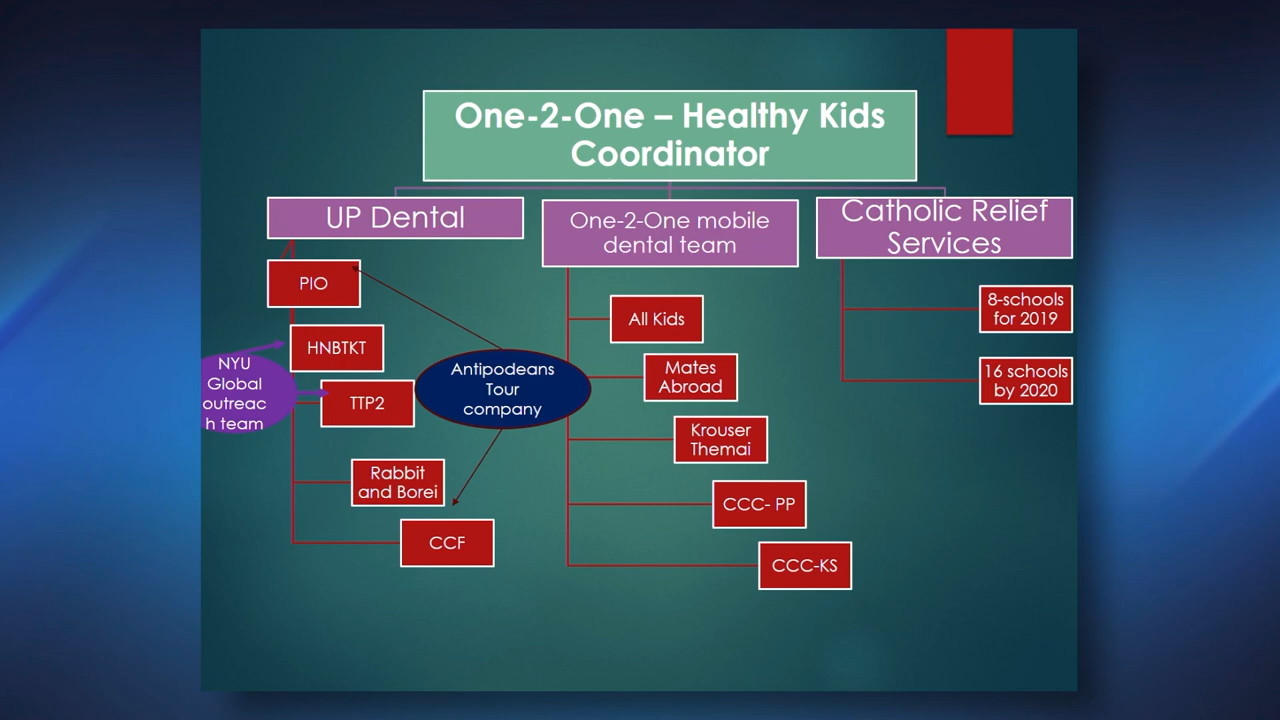 One-2-One – Healthy Kids
Coordinator
UP Dental
One-2-One mobile
dental team
Catholic Relief
Services
PIO
HNBTKT
TTP2
Rabbit
and Borei
CCF
NYU
Global
outreac
h team
Antipodeans
Tour
company
All Kids
Mates
Abroad
Krouser
Themai
CCC- PP
CCC-KS
8-schools
for 2019
16 schools
by 2020